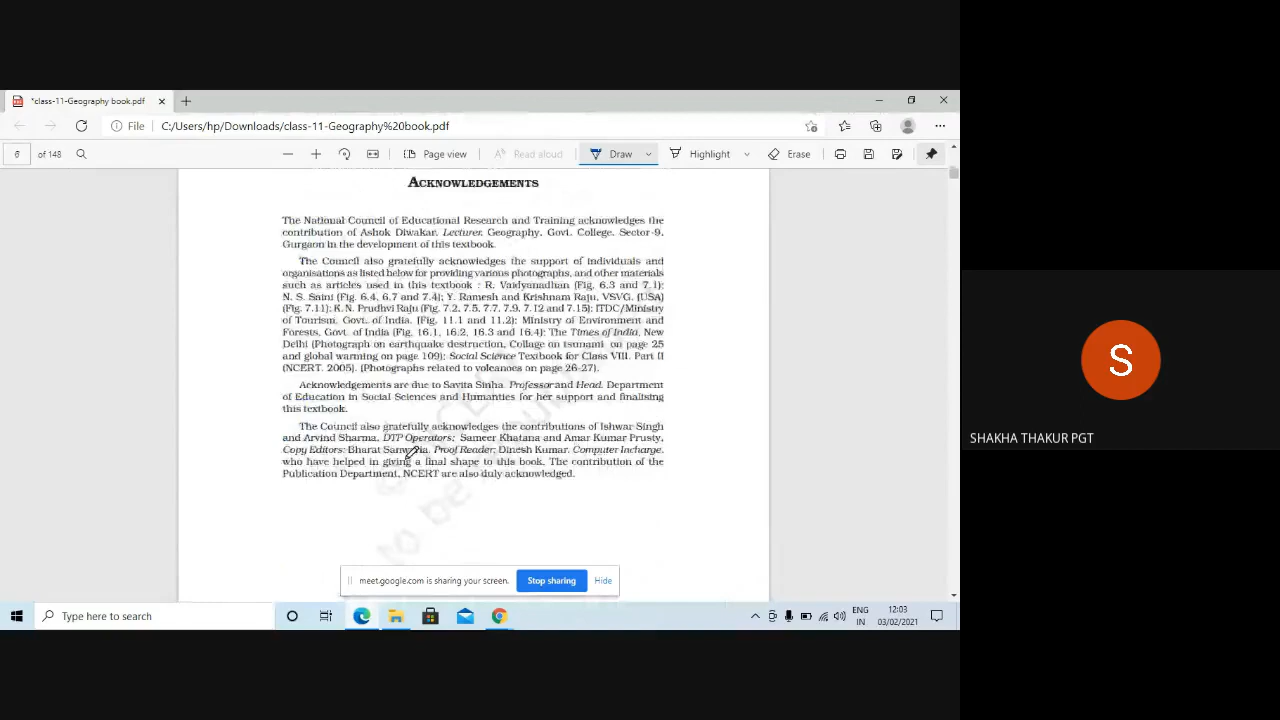 *class-11-Geography book.pdf
File C:/Users/hp/Downloads/class-11-Geography%20book.pdf
6 of 148 Page view Read aloud Draw Highlight Erase
ACKNOWLEDGEMENTS
The National Council of Educational Research and Training acknowledges the
contribution of Ashok Diwakar, Lecturer, Geography, Govt. College, Sector-9,
Gurgaon in the development of this textbook.
The Council also gratefully acknowledges the support of individuals and
organisations as listed below for providing various photographs, and other materials
such as articles used in this textbook : R. Vaidyanadhan (Fig. 6.3 and 7.1);
N. S. Saini (Fig. 6.4, 6.7 and 7.4); Y. Ramesh and Krishnam Raju, VSVG, (USA)
(Fig. 7.11); K.N. Prudhvi Raju (Fig. 7.2, 7.5, 7.7, 7.9, 7.12 and 7.15); ITDC/Ministry
of Tourism, Govt. of India, (Fig. 11.1 and 11.2); Ministry of Environment and
Forests, Govt. of India (Fig. 16.1, 16.2, 16.3 and 16.4); The Times of India, New
Delhi (Photograph on earthquake destruction, Collage on tsunami on page 25
and global warming on page 109); Social Science Textbook for Class VIII, Part II
(NCERT, 2005), (Photographs related to volcanoes on page 26-27).
Acknowledgements are due to Savita Sinha, Professor and Head, Department
of Education in Social Sciences and Humanities for her support and finalising
this textbook.
The Council also gratefully acknowledges the contributions of Ishwar Singh
and Arvind Sharma, DTP Operators; Sameer Khatana and Amar Kumar Prusty,
Copy Editors; Bharat Proof Reader, Dinesh Kumar, Computer Incharge,
who have helped in giving a final shape to this book. The contribution of the
Publication Department, NCERT are also duly acknowledged.
to be
meet.google.com is sharing your screen. Stop sharing Hide
Type here to search
ENG
IN
12:03
03/02/2021
S
SHAKHA THAKUR PGT